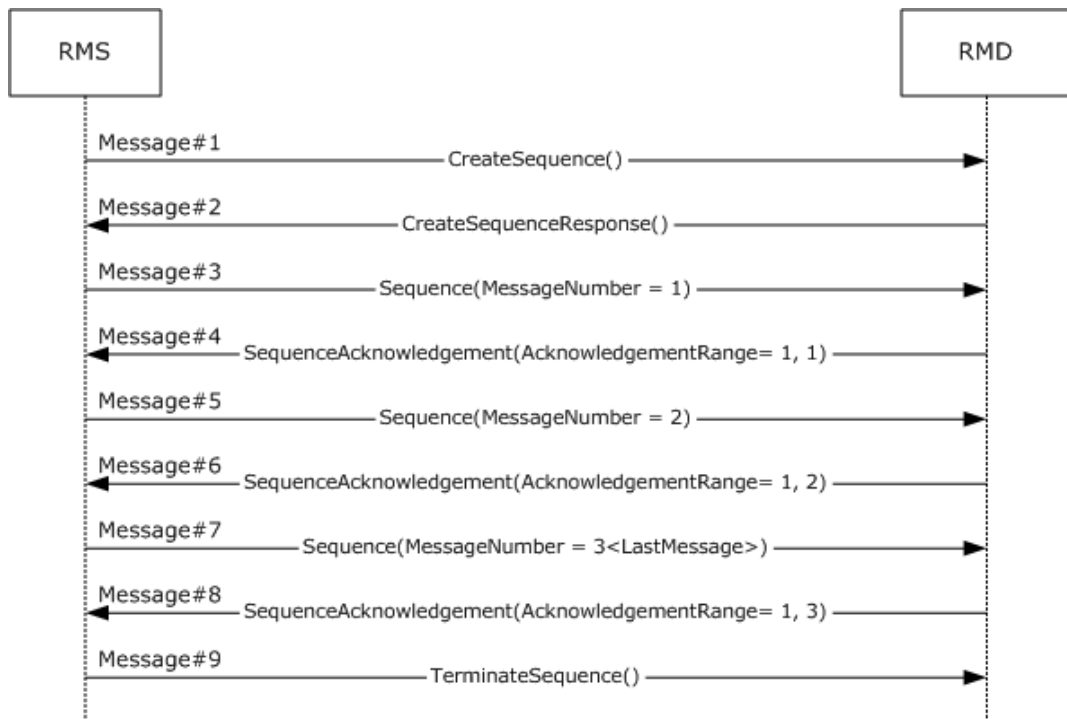 RMS
RMD
Message#1
CreateSequence()
Message#2
CreateSequenceResponse()
Message#3
Sequence(MessageNumber = 1)
Message#4
SequenceAcknowledgement(AcknowledgementRange= 1, 1)
Message#5
Sequence(MessageNumber = 2)
Message#6
SequenceAcknowledgement(AcknowledgementRange= 1, 2)
Message#7
Sequence(MessageNumber = 3<LastMessage>)
Message#8
SequenceAcknowledgement(AcknowledgementRange= 1, 3)
Message#9
TerminateSequence()